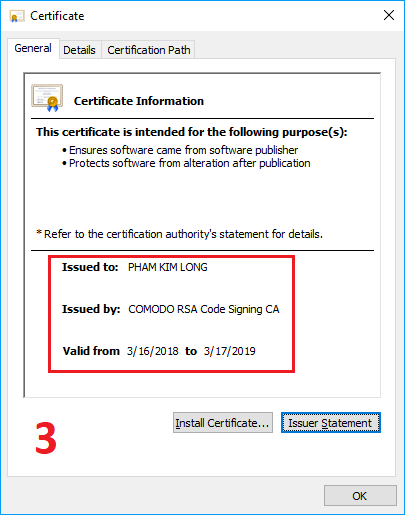 Certificate
General Details Certification Path
Certificate Information
This certificate is intended for the following purpose(s):
• Ensures software came from software publisher
• Protects software from alteration after publication
* Refer to the certification authority's statement for details.
Issued to: PHAM KIM LONG
Issued by: COMODO RSA Code Signing CA
Valid from 3/16/2018 to 3/17/2019
3
Install Certificate... Issuer Statement
OK